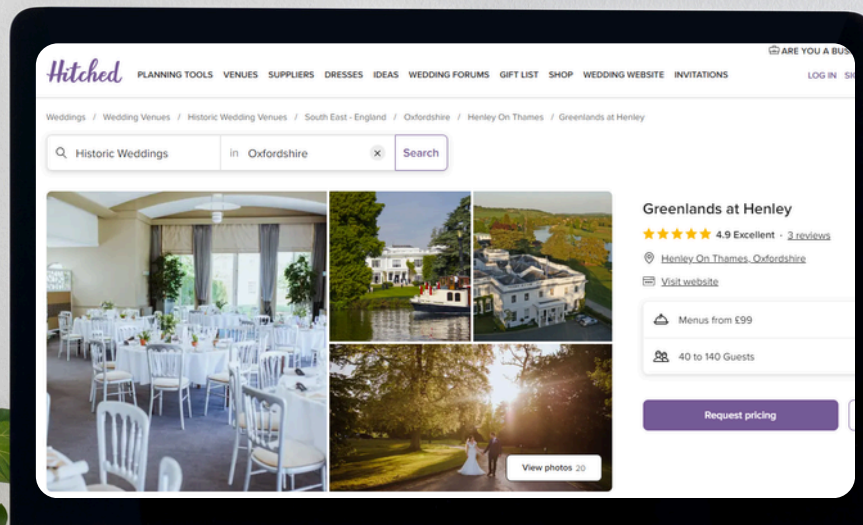 ARE YOU A BUS
Hitched
PLANNING TOOLS VENUES SUPPLIERS DRESSES IDEAS WEDDING FORUMS GIFT LIST SHOP WEDDING WEBSITE INVITATIONS
LOG IN
Weddings / Wedding Venues / Historic Wedding Venues / South East - England / Oxfordshire / Henley On Thames / Greenlands at Henley
Historic Weddings in Oxfordshire Search
Greenlands at Henley
4.9 Excellent · 3 reviews
Henley On Thames, Oxfordshire
Visit website
Menus from £99
40 to 140 Guests
Request pricing
View photos 20